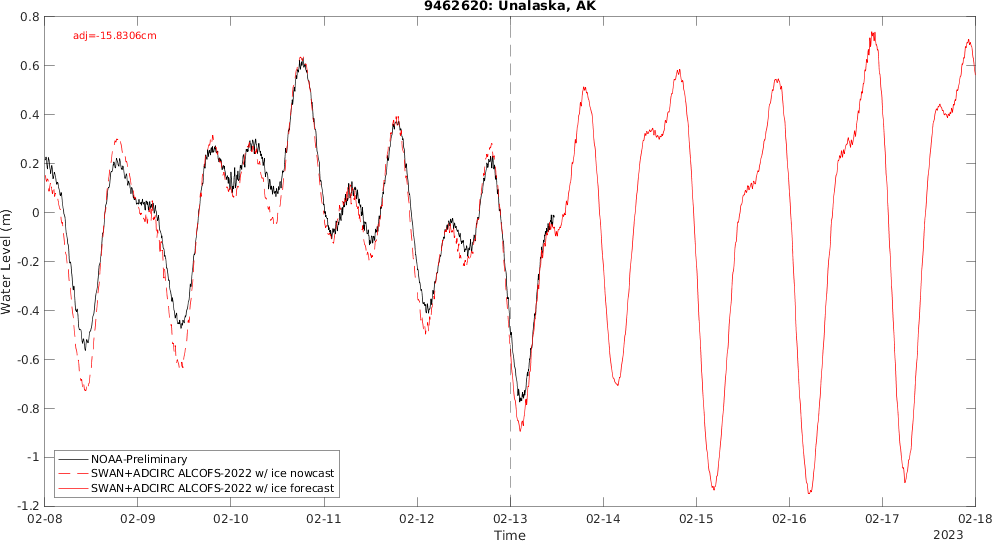 9462620: Unalaska, AK
adj=-15.8306cm
0.8
0.6
0.4
0.2
0
-0.2
-0.4
-0.6
-0.8
-1
-1.2
Water Level (m)
NOAA-Preliminary
SWAN+ADCIRC ALCOFS-2022 w/ ice nowcast
SWAN+ADCIRC ALCOFS-2022 w/ ice forecast
02-08 02-09 02-10 02-11 02-12 02-13 02-14 02-15 02-16 02-17 02-18
Time
2023